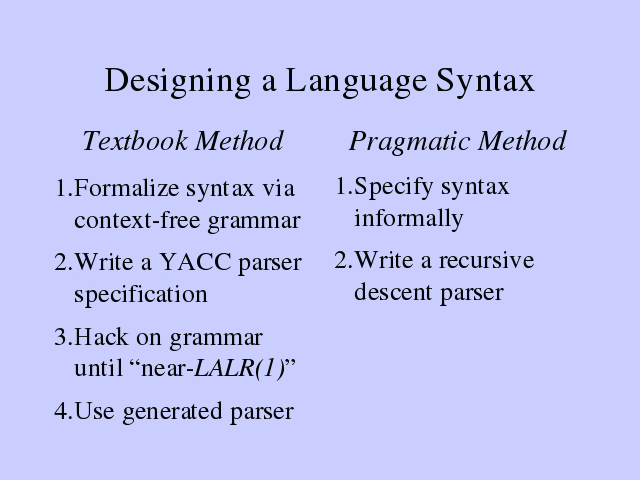 Designing a Language Syntax
Textbook Method
1.Formalize syntax via
context-free grammar
2.Write a YACC parser
specification
3.Hack on grammar
until “near-LALR(1)”
4.Use generated parser
Pragmatic Method
1.Specify syntax
informally
2.Write a recursive
descent parser